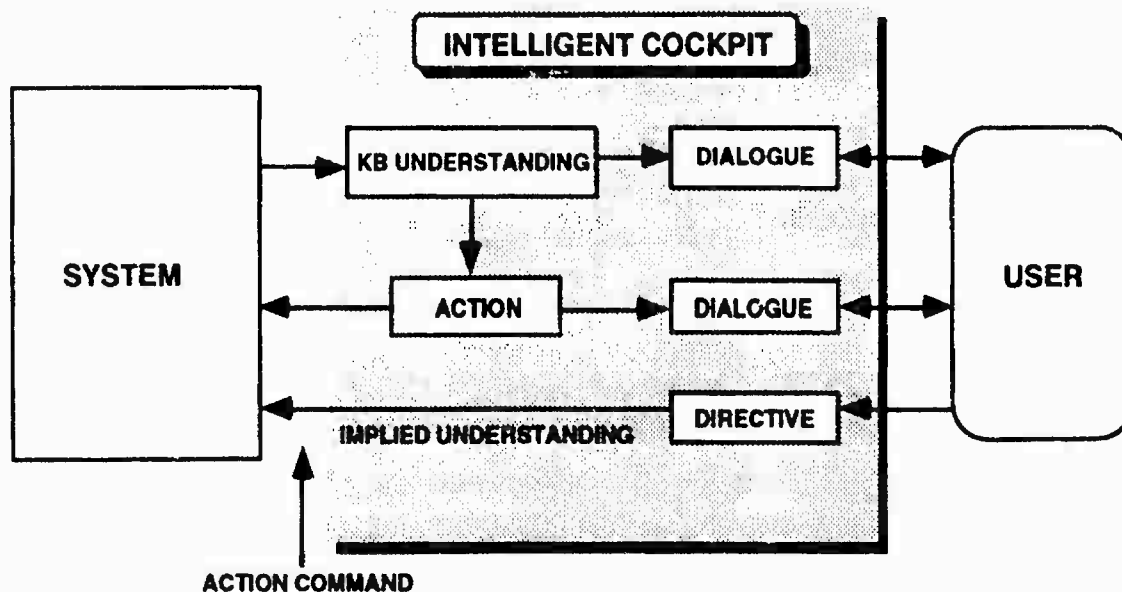 INTELLIGENT COCKPIT
KB UNDERSTANDING
DIALOGUE
SYSTEM
USER
ACTION
DIALOGUE
DIRECTIVE
IMPLIED UNDERSTANDING
ACTION COMMAND